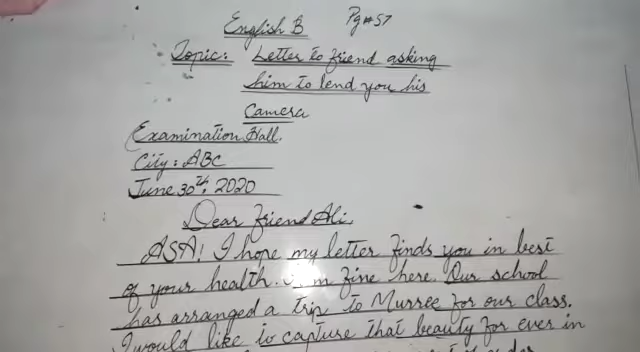 English B Pg#57
Topic: Letter to friend asking
him to lend you his
Camera
Examination Hall.
City: ABC
June 30th, 2020
Dear friend Ali,
ASA! I hope my letter finds you in best
of your health. I am fine here. Our school
has arranged a trip to Murree for our class.
I would like to capture that beauty for ever in